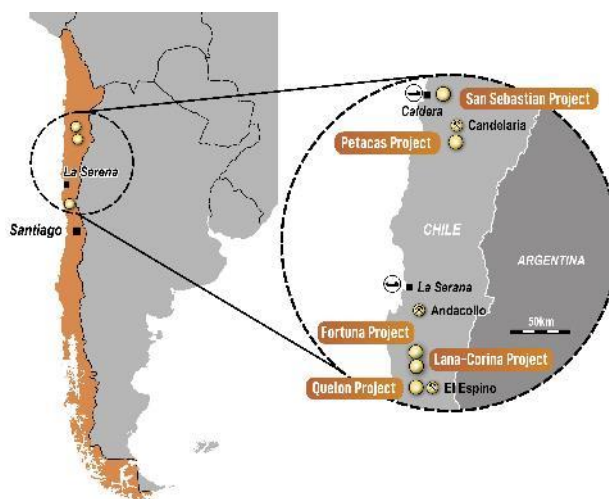 La Serena
Santiago
San Sebastian Project
Caldera
Candelaria
Petacas Project
CHILE
ARGENTINA
La Serana
Andacollo
50km
Fortuna Project
Lana-Corina Project
Quelon Project
El Espino